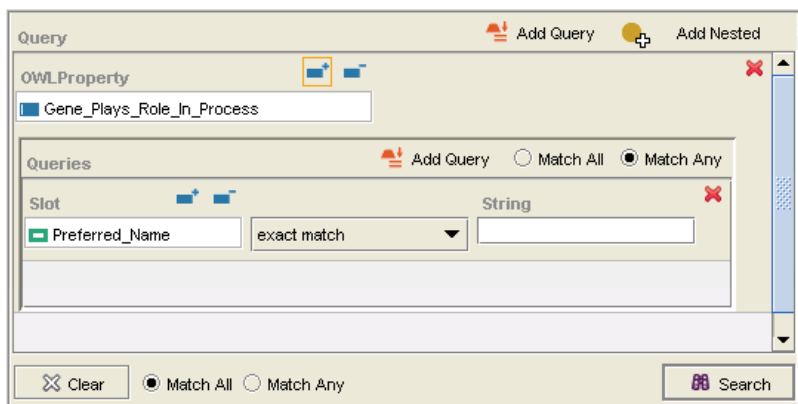 Query Add Query Add Nested
OWLProperty
Gene_Plays_Role_In_Process
Queries Add Query Match All Match Any
Slot String
Preferred_Name exact match
Clear Match All Match Any Search